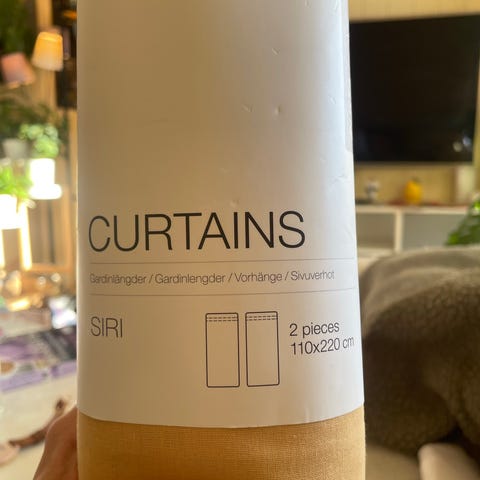 CURTAINS
Gardinlängder / Gardinlengder / Vorhänge / Sivuverhot
SIRI
2 pieces
110x220 cm